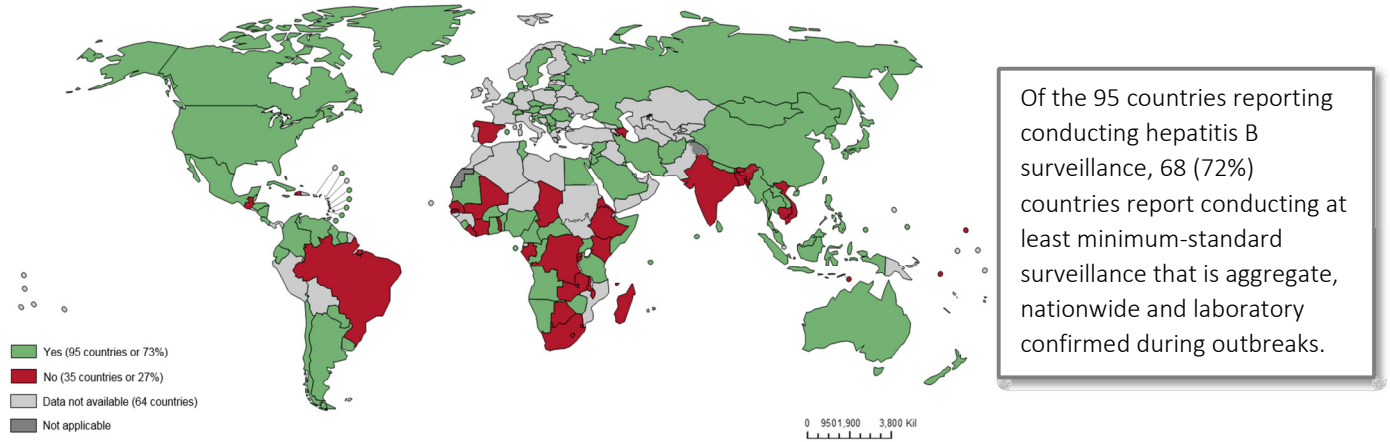 Of the 95 countries reporting
conducting hepatitis B
surveillance, 68 (72%)
countries report conducting at
least minimum-standard
surveillance that is aggregate,
nationwide and laboratory
confirmed during outbreaks.
Yes (95 countries or 73%)
No (35 countries or 27%)
Data not available (64 countries)
Not applicable
0 9501,900 3,800 Kil